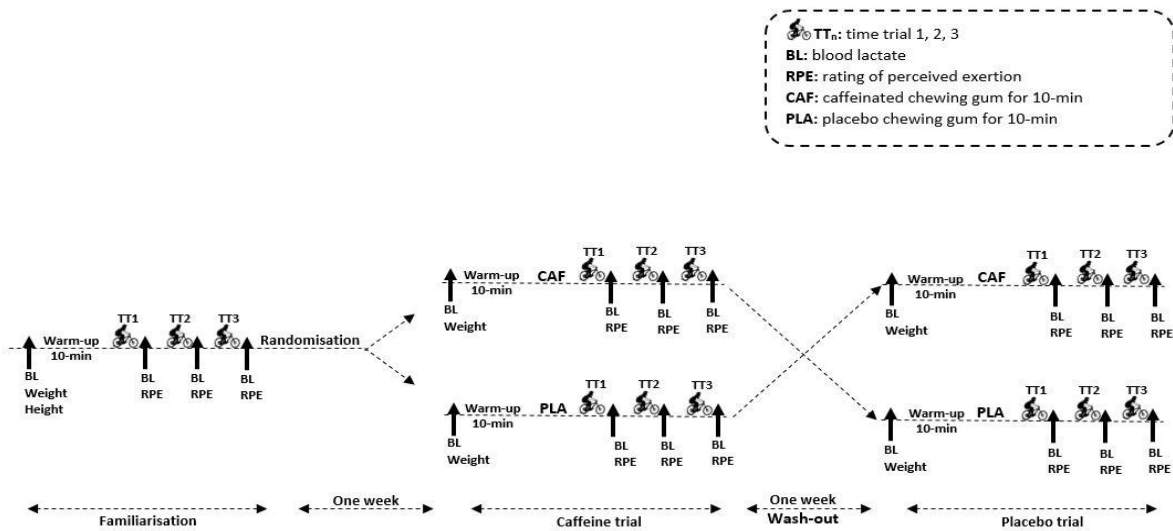 TTn: time trial 1, 2, 3
BL: blood lactate
RPE: rating of perceived exertion
CAF: caffeinated chewing gum for 10-min
PLA: placebo chewing gum for 10-min
TT1 TT2 TT3
Warm-up CAF
10-min
BL
Weight
BL
RPE
BL
RPE
BL
RPE
TT1 TT2 TT3
Warm-up CAF
10-min
BL
Weight
BL
RPE
BL
RPE
BL
RPE
TT1 TT2 TT3
Warm-up
10-min
Randomisation
BL
Weight
Height
BL
RPE
BL
RPE
BL
RPE
TT1 TT2 TT3
Warm-up PLA
10-min
BL
Weight
BL
RPE
BL
RPE
BL
RPE
TT1 TT2 TT3
Warm-up PLA
10-min
BL
Weight
BL
RPE
BL
RPE
BL
RPE
Familiarisation
One week
Caffeine trial
One week
Wash-out
Placebo trial